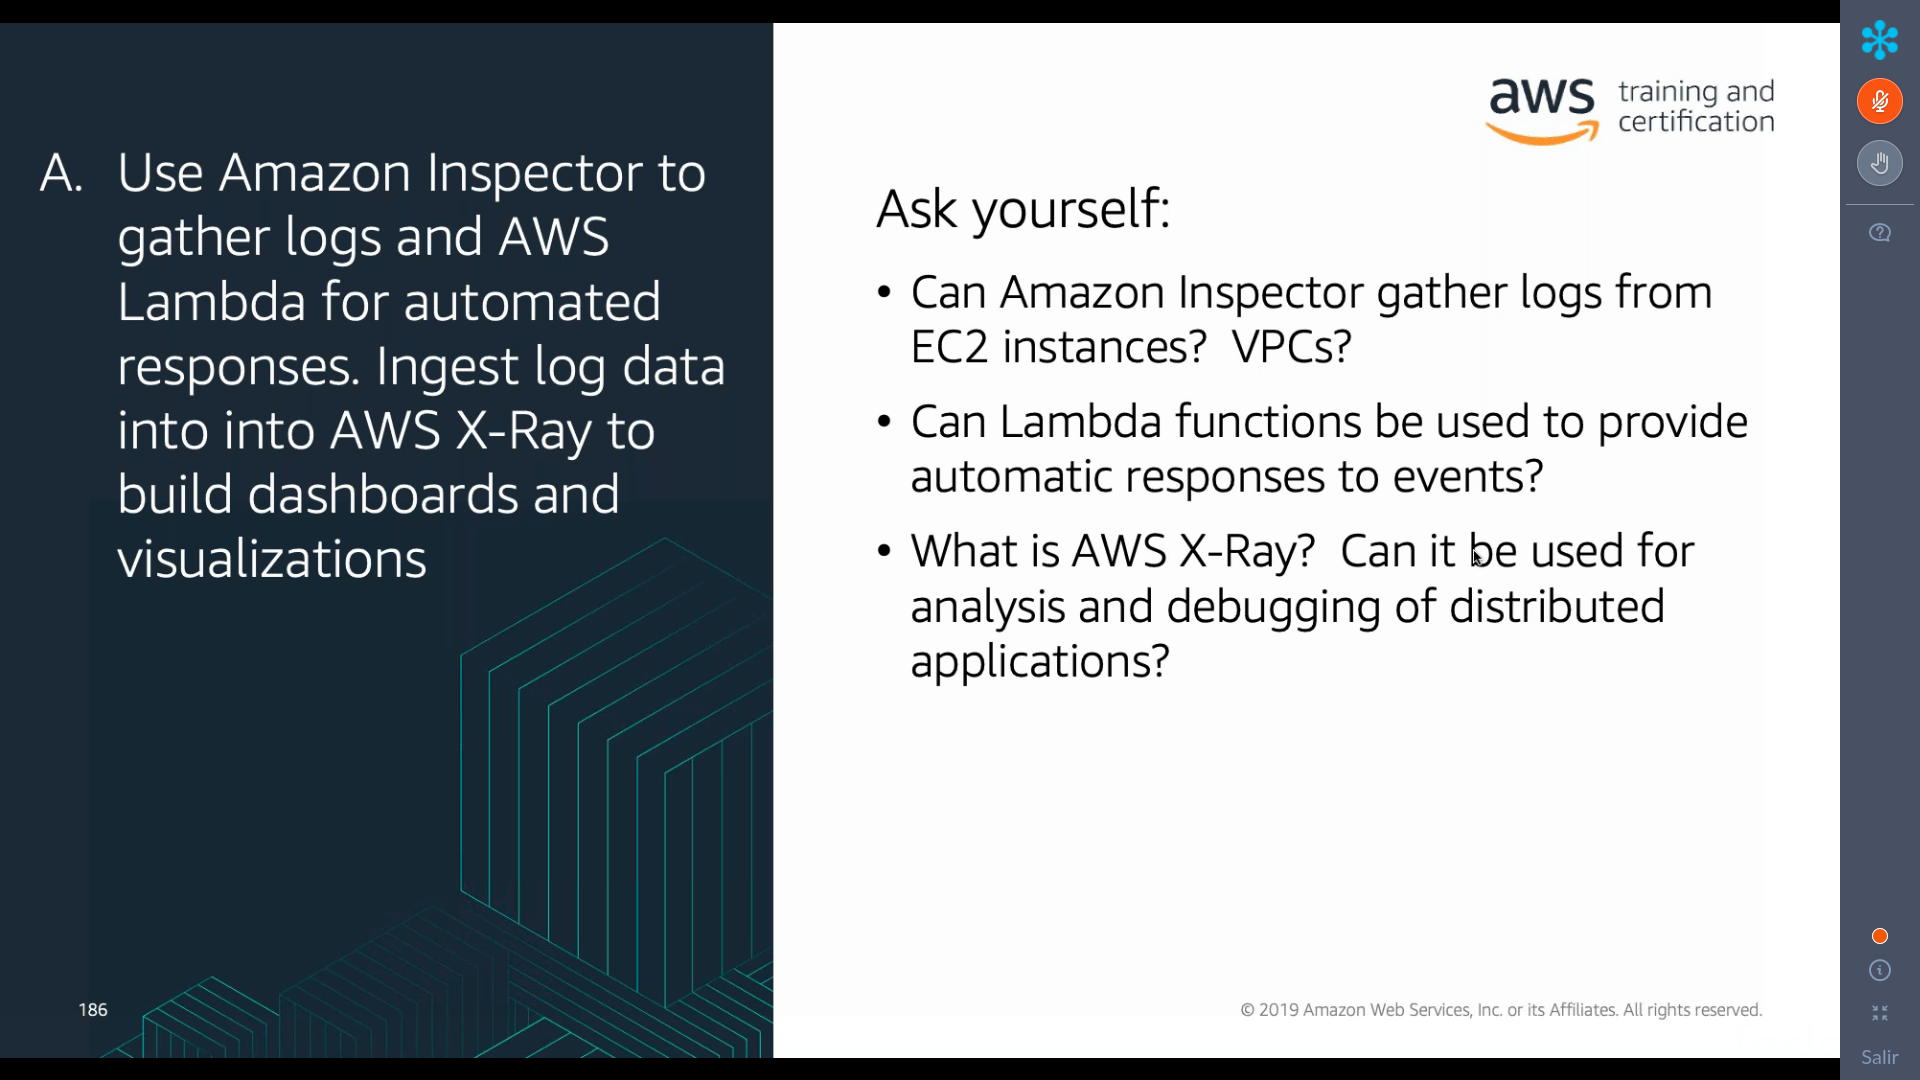 A. Use Amazon Inspector to
gather logs and AWS
Lambda for automated
responses. Ingest log data
into into AWS X-Ray to
build dashboards and
visualizations
186
aws training and
certification
Ask yourself:
• Can Amazon Inspector gather logs from
EC2 instances? VPCs?
• Can Lambda functions be used to provide
automatic responses to events?
• What is AWS X-Ray? Can it be used for
analysis and debugging of distributed
applications?
© 2019 Amazon Web Services, Inc. or its Affiliates. All rights reserved.
Salir